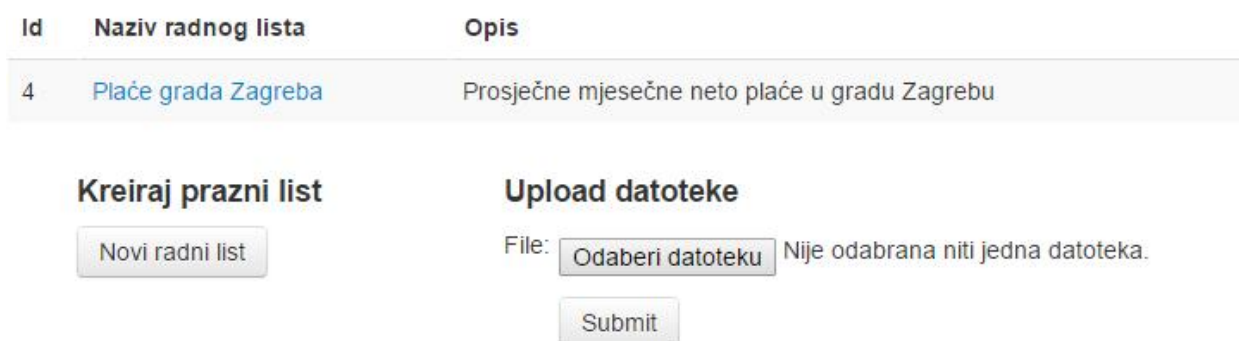 Id Naziv radnog lista Opis
4 Plaće grada Zagreba Prosječne mjesečne neto plaće u gradu Zagrebu
Kreiraj prazni list Upload datoteke
Novi radni list File: Odaberi datoteku Nije odabrana niti jedna datoteka.
Submit